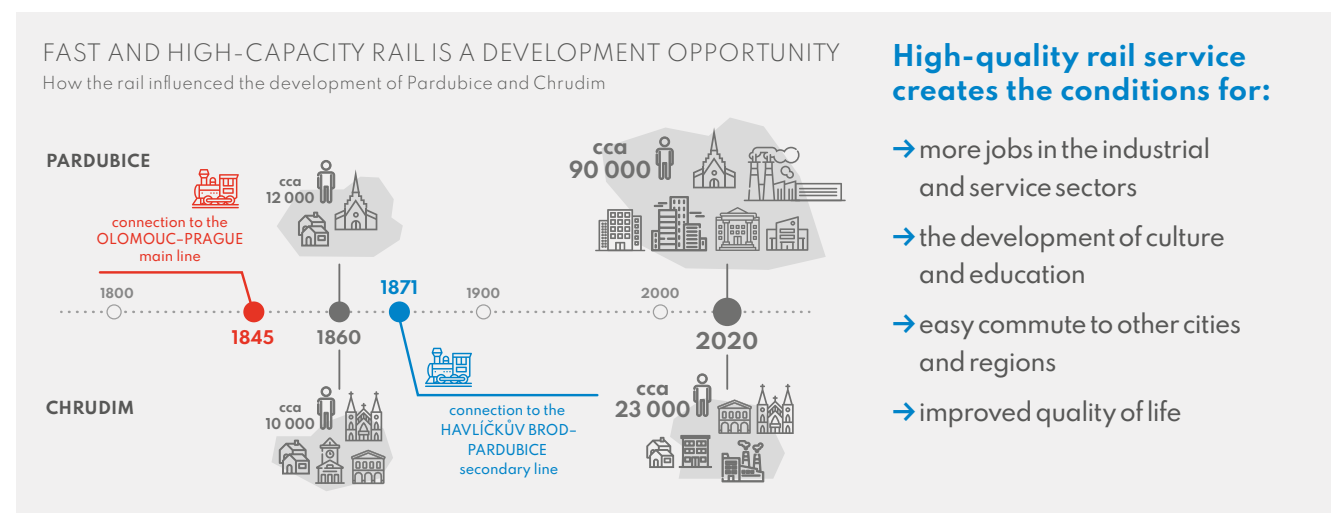 FAST AND HIGH-CAPACITY RAIL IS A DEVELOPMENT OPPORTUNITY
How the rail influenced the development of Pardubice and Chrudim
PARDUBICE
connection to the
OLOMOUC–PRAGUE
main line
cca
12 000
cca
90 000
1800
1845
1860
1871
1900
2000
2020
CHRUDIM
cca
10 000
connection to the
HAVLÍČKŮV BROD–
PARDUBICE
secondary line
cca
23 000
High-quality rail service
creates the conditions for:
→ more jobs in the industrial
and service sectors
→ the development of culture
and education
→ easy commute to other cities
and regions
→ improved quality of life